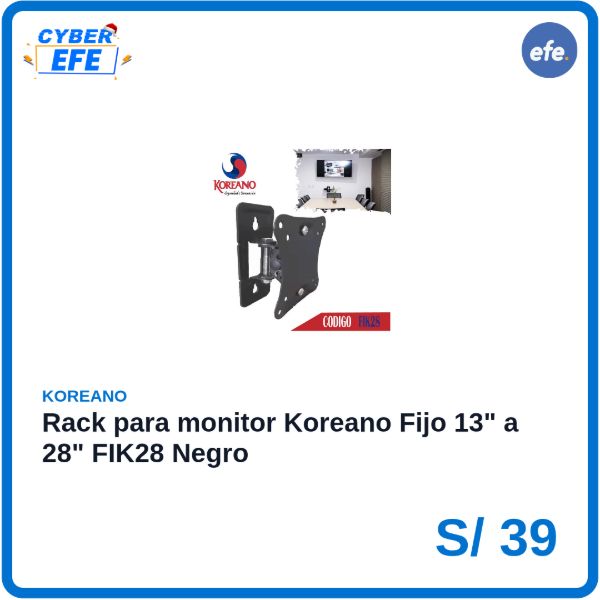 CYBER
EFE
efe.
KOREANO
KOREANO
Rack para monitor Koreano Fijo 13" a
28" FIK28 Negro
CODIGO FIK28
S/ 39